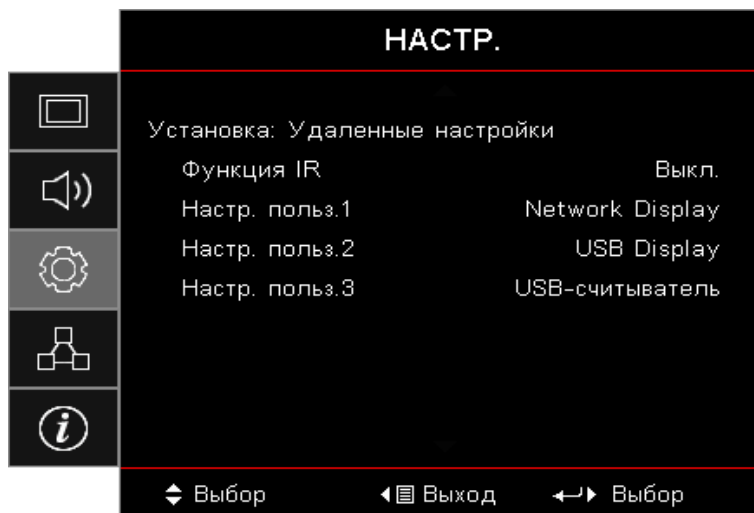 НАСТР.
Установка: Удаленные настройки
Функция IR Выкл.
Настр. польз.1 Network Display
Настр. польз.2 USB Display
Настр. польз.3 USB-считыватель
Выбор Выход Выбор